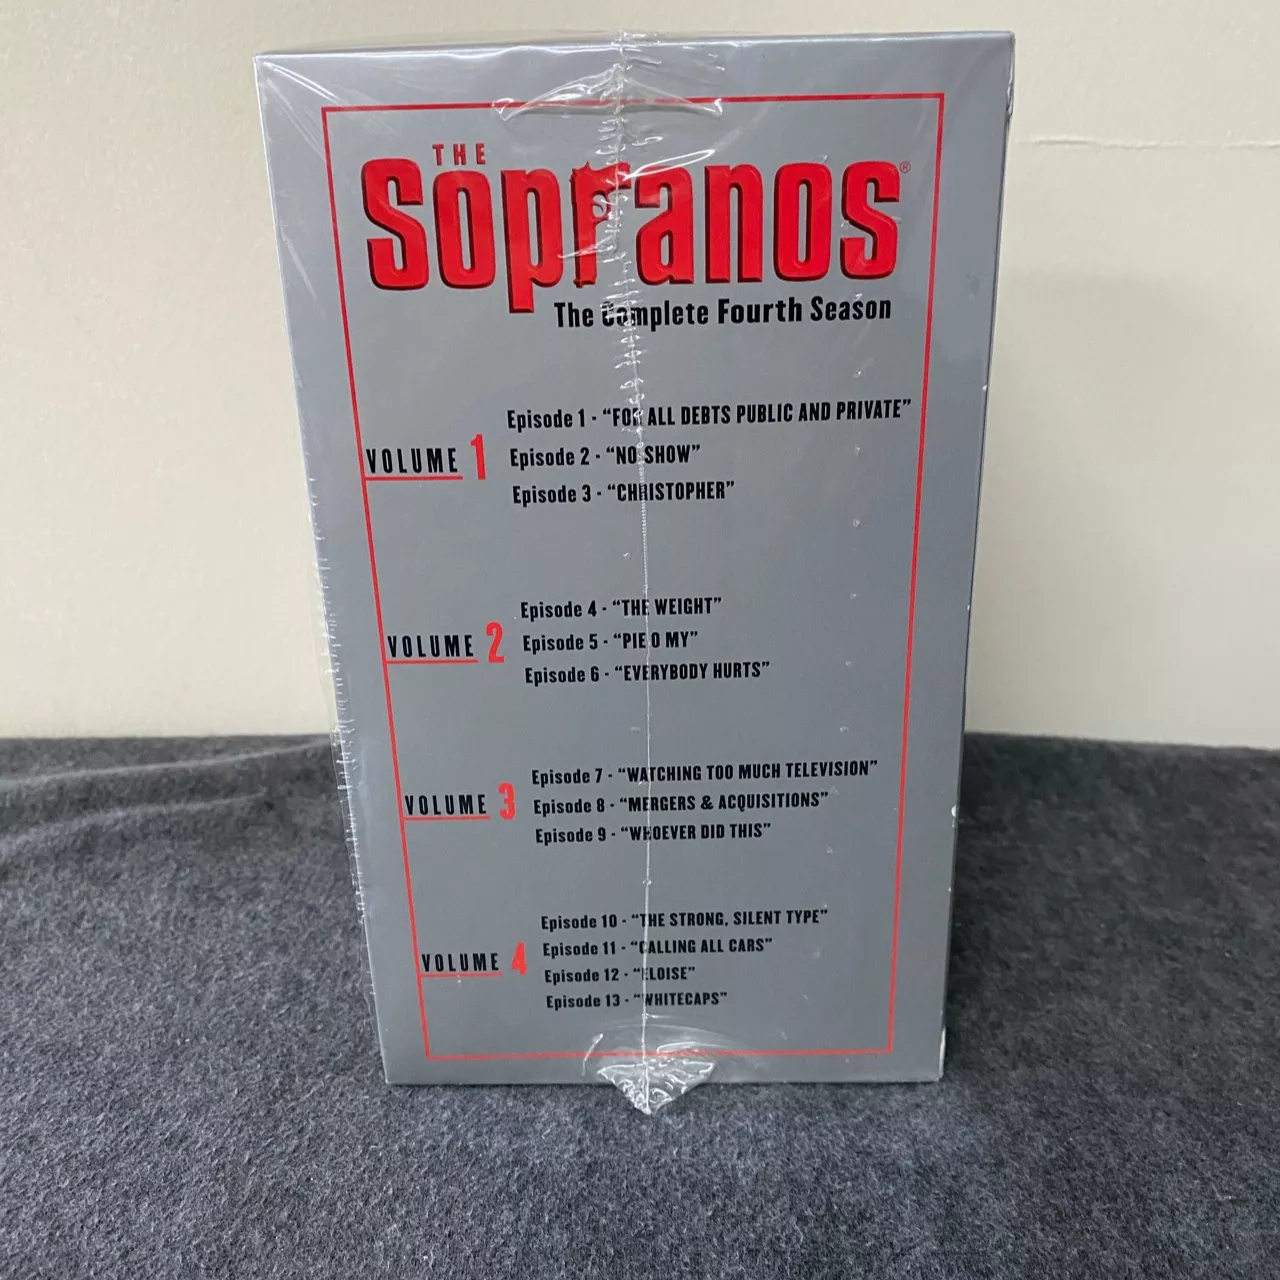 THE
Sopranos®
The Complete Fourth Season
VOLUME 1
Episode 1 - "FOR ALL DEBTS PUBLIC AND PRIVATE"
Episode 2 - "NO SHOW"
Episode 3 - "CHRISTOPHER"
VOLUME 2
Episode 4 - "THE WEIGHT"
Episode 5 - "PIE O MY"
Episode 6 - "EVERYBODY HURTS"
VOLUME 3
Episode 7 - "WATCHING TOO MUCH TELEVISION"
Episode 8 - "MERGERS & ACQUISITIONS"
Episode 9 - "WHOEVER DID THIS"
VOLUME 4
Episode 10 - "THE STRONG, SILENT TYPE"
Episode 11 - "CALLING ALL CARS"
Episode 12 - "ELOISE"
Episode 13 - "WHITECAPS"